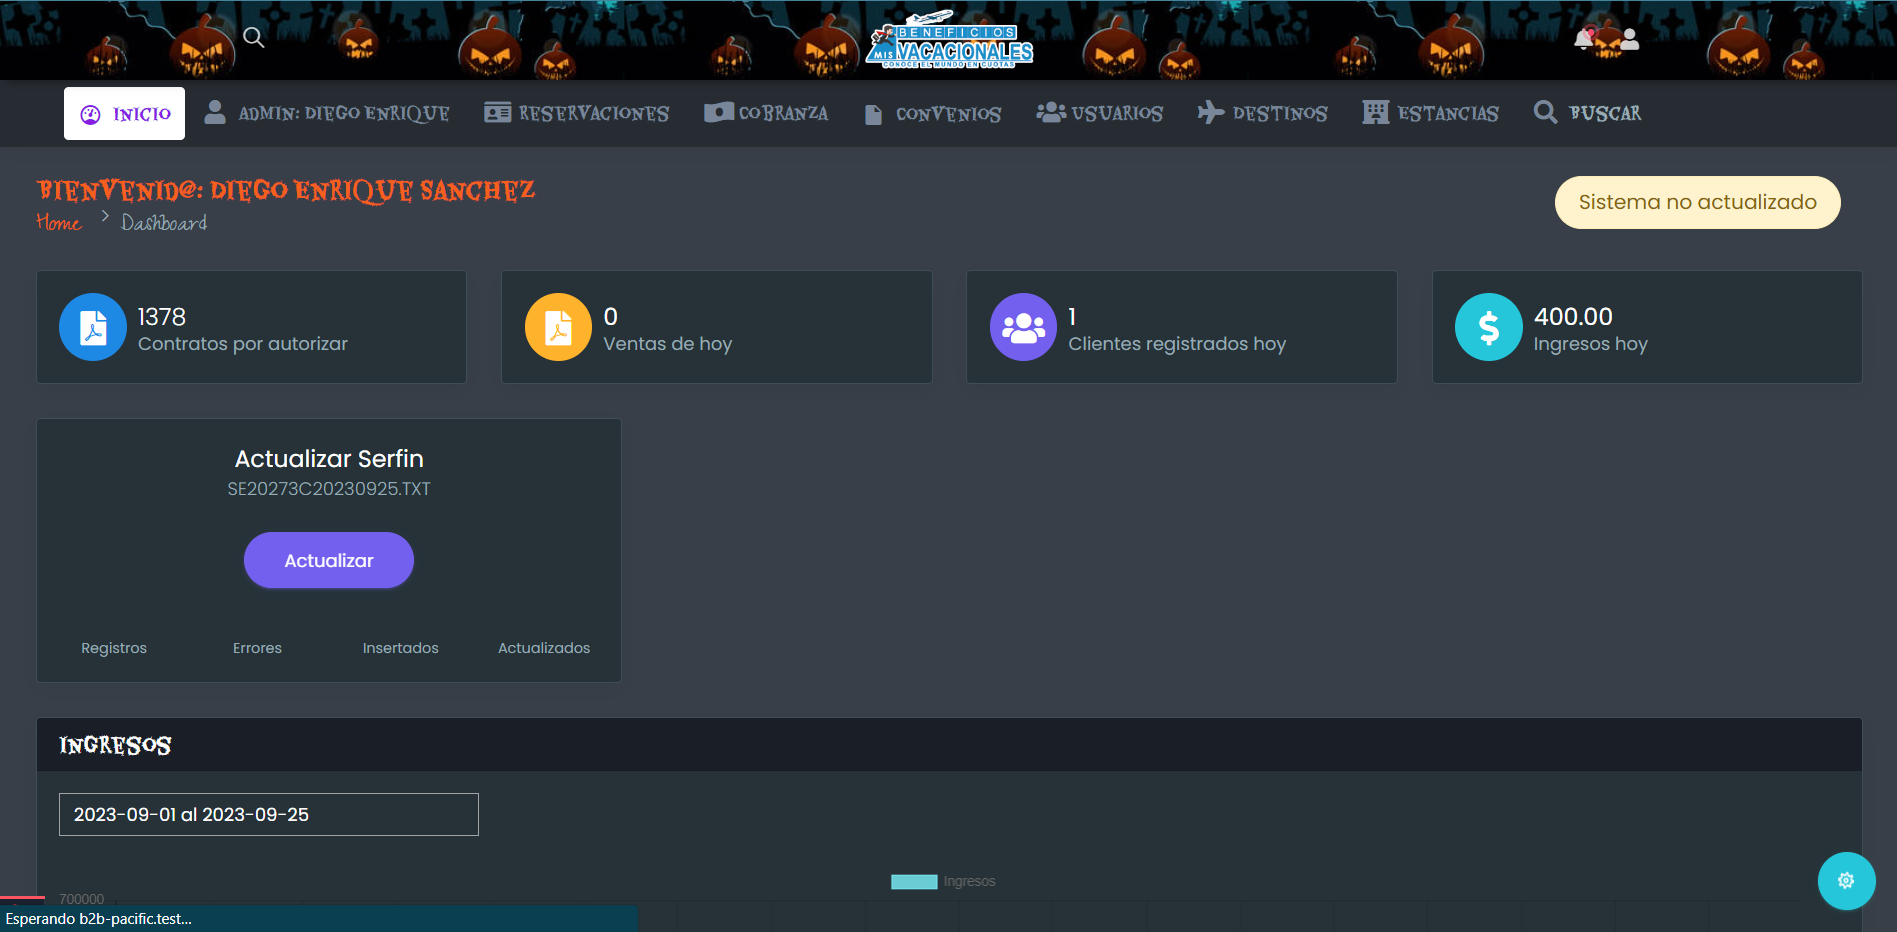 BENEFICIOS
MIS VACACIONALES
CONOCE EL MUNDO EN CUOTAS
INICIO
ADMIN: DIEGO ENRIQUE
RESERVACIONES
COBRANZA
CONVENIOS
USUARIOS
DESTINOS
ESTANCIAS
BUSCAR
BIENVENID@: DIEGO ENRIQUE SANCHEZ
Home > Dashboard
Sistema no actualizado
1378
Contratos por autorizar
0
Ventas de hoy
1
Clientes registrados hoy
400.00
Ingresos hoy
Actualizar Serfin
SE20273C20230925.TXT
Actualizar
Registros
Errores
Insertados
Actualizados
INGRESOS
2023-09-01 al 2023-09-25
Ingresos
700000
Esperando b2b-pacific.test...